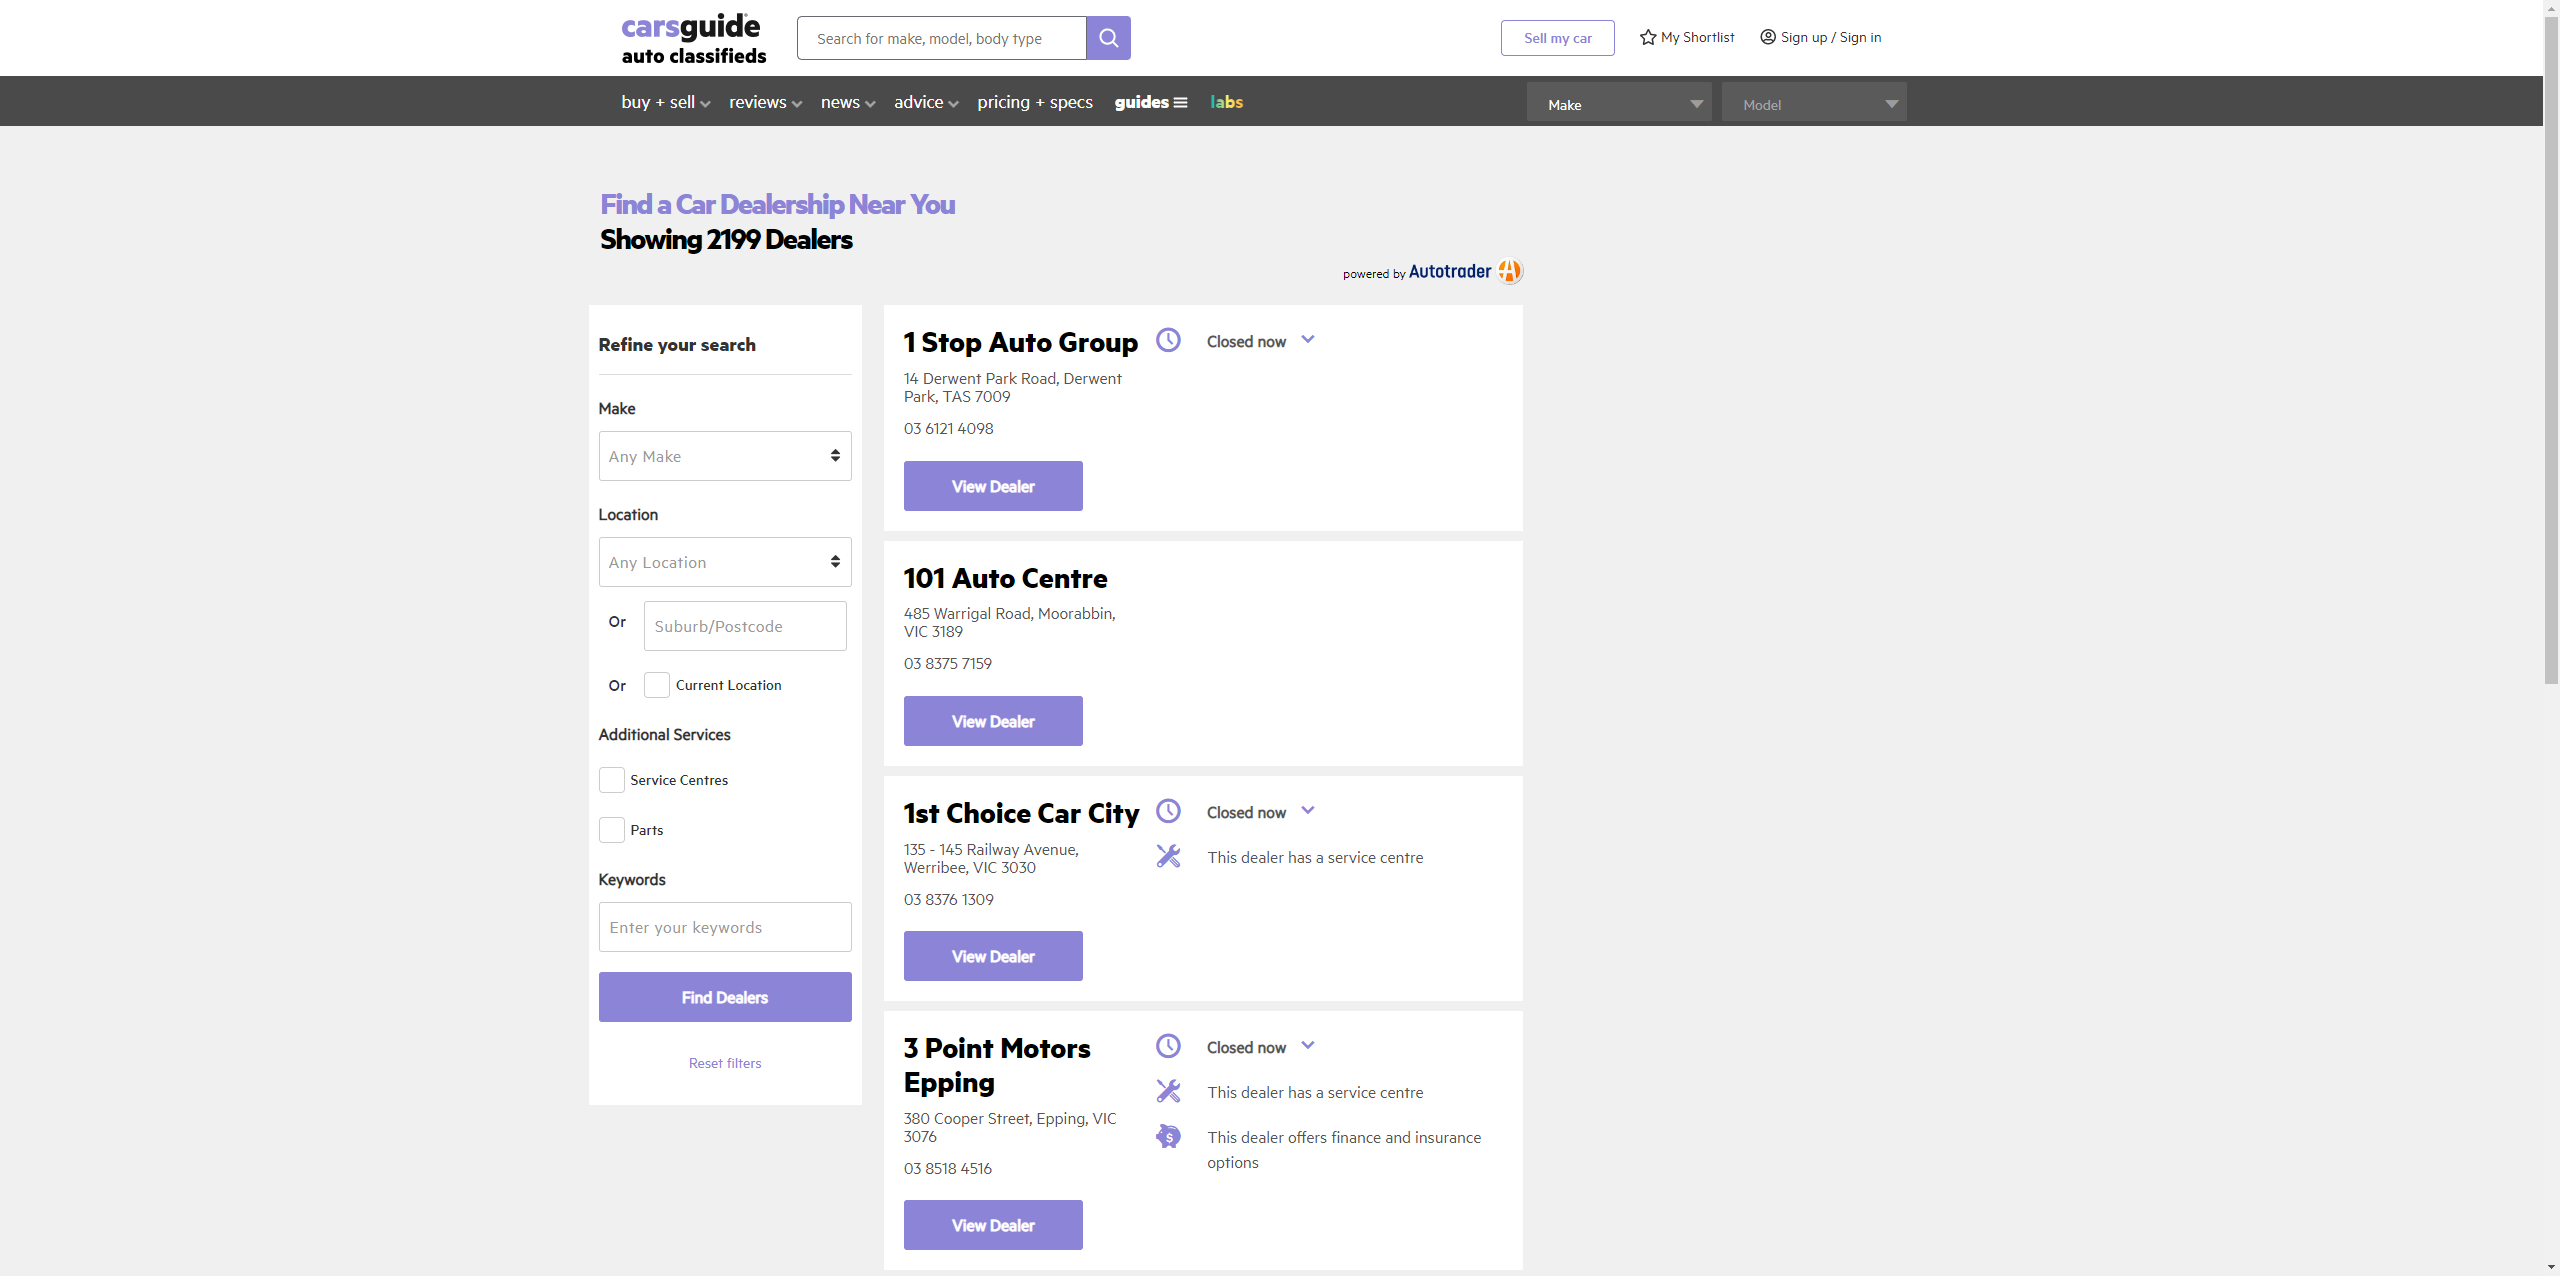 carsguide
auto classifieds
Search for make, model, body type
Sell my car
My Shortlist
Sign up / Sign in
buy + sell
reviews
news
advice
pricing + specs
guides
labs
Make
Model
Find a Car Dealership Near You
Showing 2199 Dealers
powered by Autotrader
Refine your search
Make
Any Make
Location
Any Location
Or
Suburb/Postcode
Or
Current Location
Additional Services
Service Centres
Parts
Keywords
Enter your keywords
Find Dealers
Reset filters
1 Stop Auto Group
Closed now
14 Derwent Park Road, Derwent
Park, TAS 7009
03 6121 4098
View Dealer
101 Auto Centre
485 Warrigal Road, Moorabbin,
VIC 3189
03 8375 7159
View Dealer
1st Choice Car City
Closed now
This dealer has a service centre
135 - 145 Railway Avenue,
Werribee, VIC 3030
03 8376 1309
View Dealer
3 Point Motors
Epping
Closed now
This dealer has a service centre
This dealer offers finance and insurance
options
380 Cooper Street, Epping, VIC
3076
03 8518 4516
View Dealer